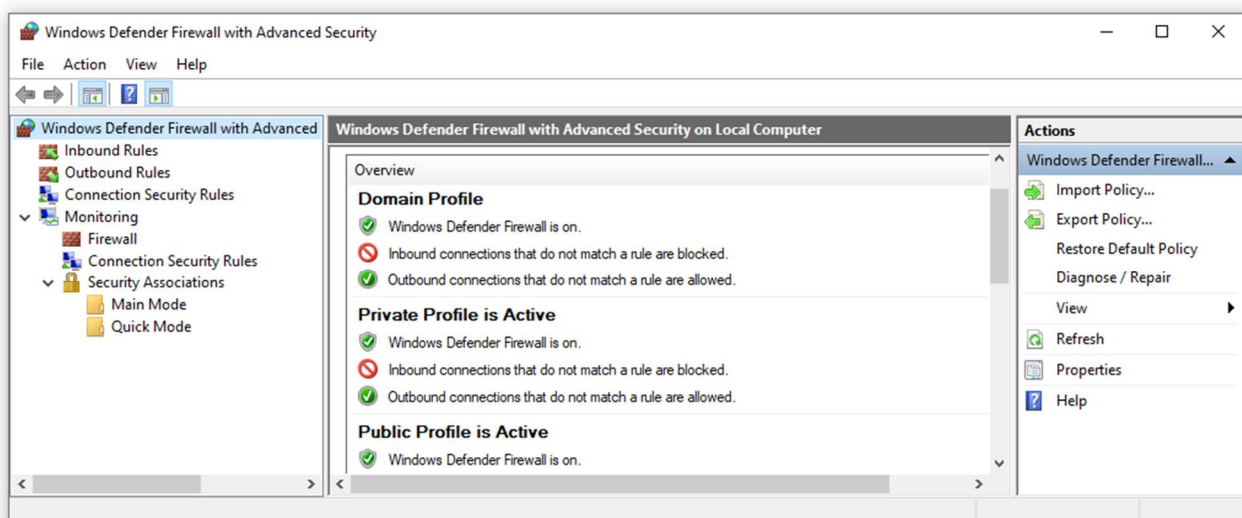 Windows Defender Firewall with Advanced Security
File Action View Help
Windows Defender Firewall with Advanced
Inbound Rules
Outbound Rules
Connection Security Rules
Monitoring
Firewall
Connection Security Rules
Security Associations
Main Mode
Quick Mode
Windows Defender Firewall with Advanced Security on Local Computer
Overview
Domain Profile
Windows Defender Firewall is on.
Inbound connections that do not match a rule are blocked.
Outbound connections that do not match a rule are allowed.
Private Profile is Active
Windows Defender Firewall is on.
Inbound connections that do not match a rule are blocked.
Outbound connections that do not match a rule are allowed.
Public Profile is Active
Windows Defender Firewall is on.
Actions
Windows Defender Firewall...
Import Policy...
Export Policy...
Restore Default Policy
Diagnose / Repair
View
Refresh
Properties
Help